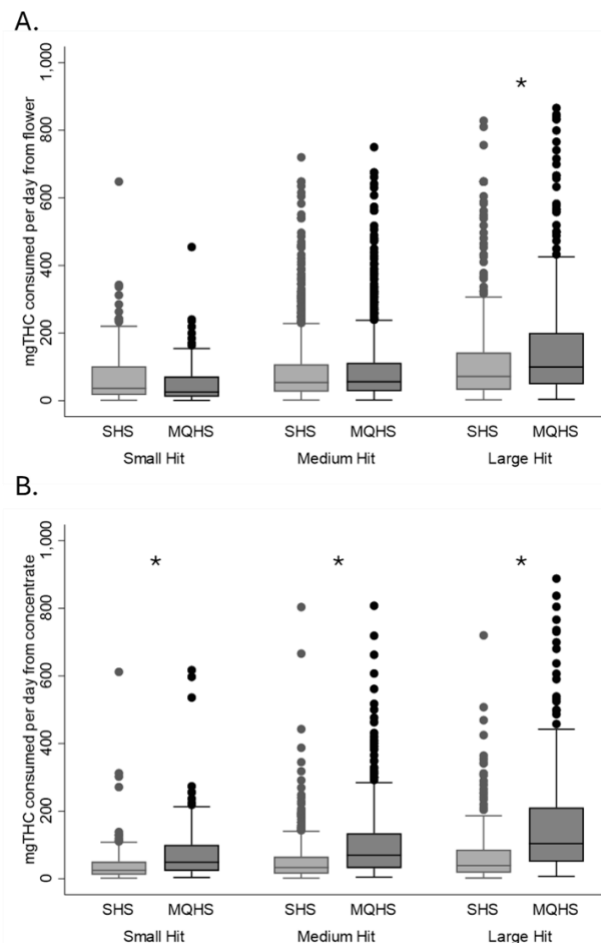 A.
mgTHC consumed per day from flower
1,000
800
600
400
200
0
*
SHS MQHS SHS MQHS SHS MQHS
Small Hit Medium Hit Large Hit
B.
mgTHC consumed per day from concentrate
1,000
800
600
400
200
0
* * *
SHS MQHS SHS MQHS SHS MQHS
Small Hit Medium Hit Large Hit